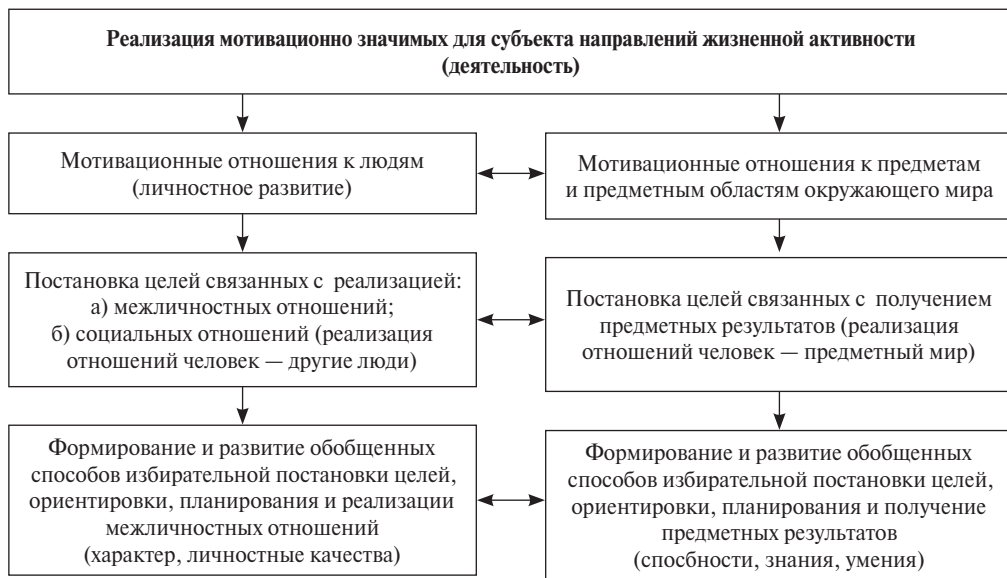 Реализация мотивационно значимых для субъекта направлений жизненной активности
(деятельность)
Мотивационные отношения к людям
(личностное развитие)
Мотивационные отношения к предметам
и предметным областям окружающего мира
Постановка целей связанных с реализацией:
а) межличностных отношений;
б) социальных отношений (реализация
отношений человек — другие люди)
Постановка целей связанных с получением
предметных результатов (реализация
отношений человек — предметный мир)
Формирование и развитие обобщенных
способов избирательной постановки целей,
ориентировки, планирования и реализации
межличностных отношений
(характер, личностные качества)
Формирование и развитие обобщенных
способов избирательной постановки целей,
ориентировки, планирования и получение
предметных результатов
(спосбности, знания, умения)